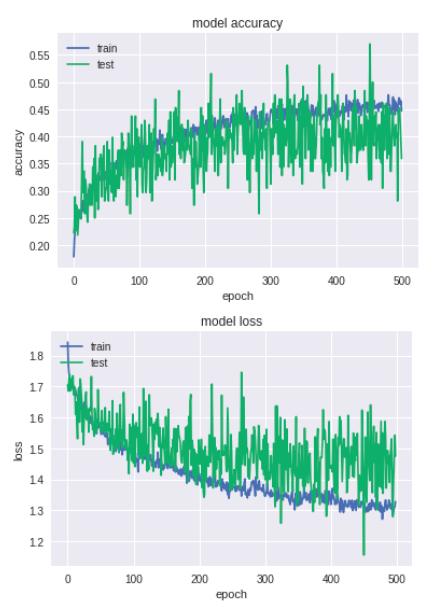 model accuracy
train
test
0.55
0.50
0.45
0.40
0.35
0.30
0.25
0.20
accuracy
0 100 200 300 400 500
epoch
model loss
train
test
1.8
1.7
1.6
1.5
1.4
1.3
1.2
loss
0 100 200 300 400 500
epoch